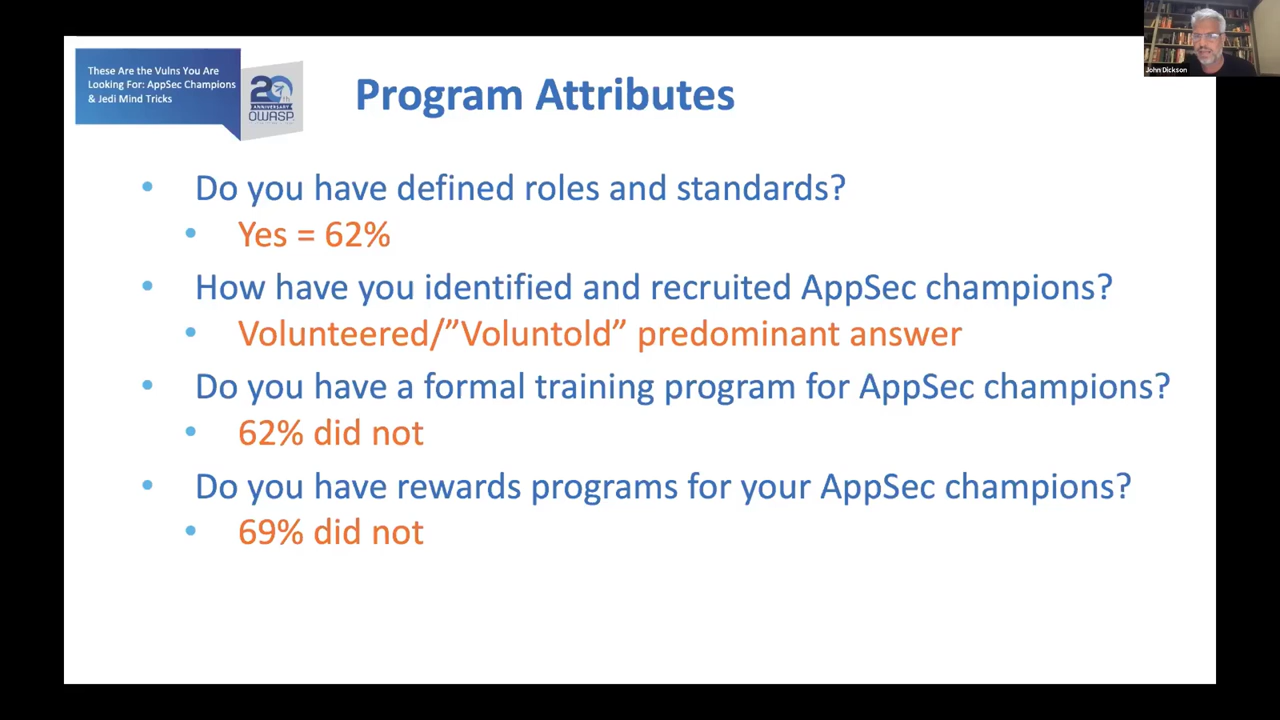 These Are the Vulns You Are
Looking For: AppSec Champions
& Jedi Mind Tricks
20
ANNIVERSARY
OWASP
Program Attributes
John Dickson
• Do you have defined roles and standards?
• Yes = 62%
• How have you identified and recruited AppSec champions?
• Volunteered/”Voluntold” predominant answer
• Do you have a formal training program for AppSec champions?
• 62% did not
• Do you have rewards programs for your AppSec champions?
• 69% did not